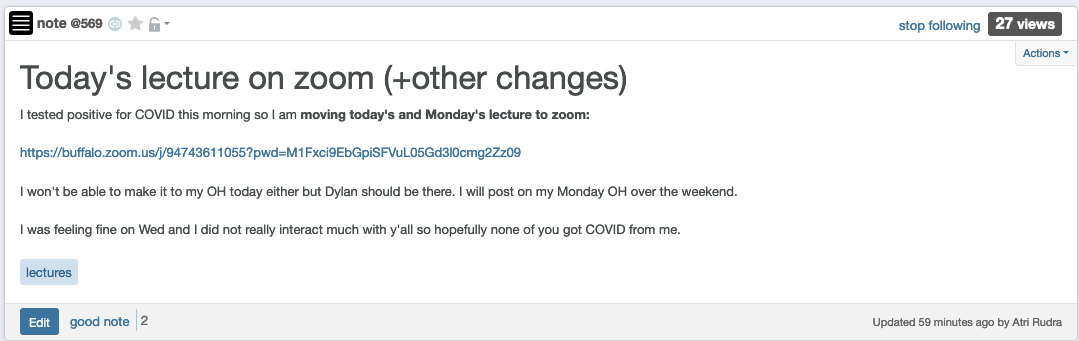 note @569
stop following 27 views
Actions
Today's lecture on zoom (+other changes)
I tested positive for COVID this morning so I am moving today's and Monday's lecture to zoom:
https://buffalo.zoom.us/j/94743611055?pwd=M1Fxci9EbGpiSFVuL05Gd3l0cmg2Zz09
I won't be able to make it to my OH today either but Dylan should be there. I will post on my Monday OH over the weekend.
I was feeling fine on Wed and I did not really interact much with y'all so hopefully none of you got COVID from me.
lectures
Edit good note 2
Updated 59 minutes ago by Atri Rudra